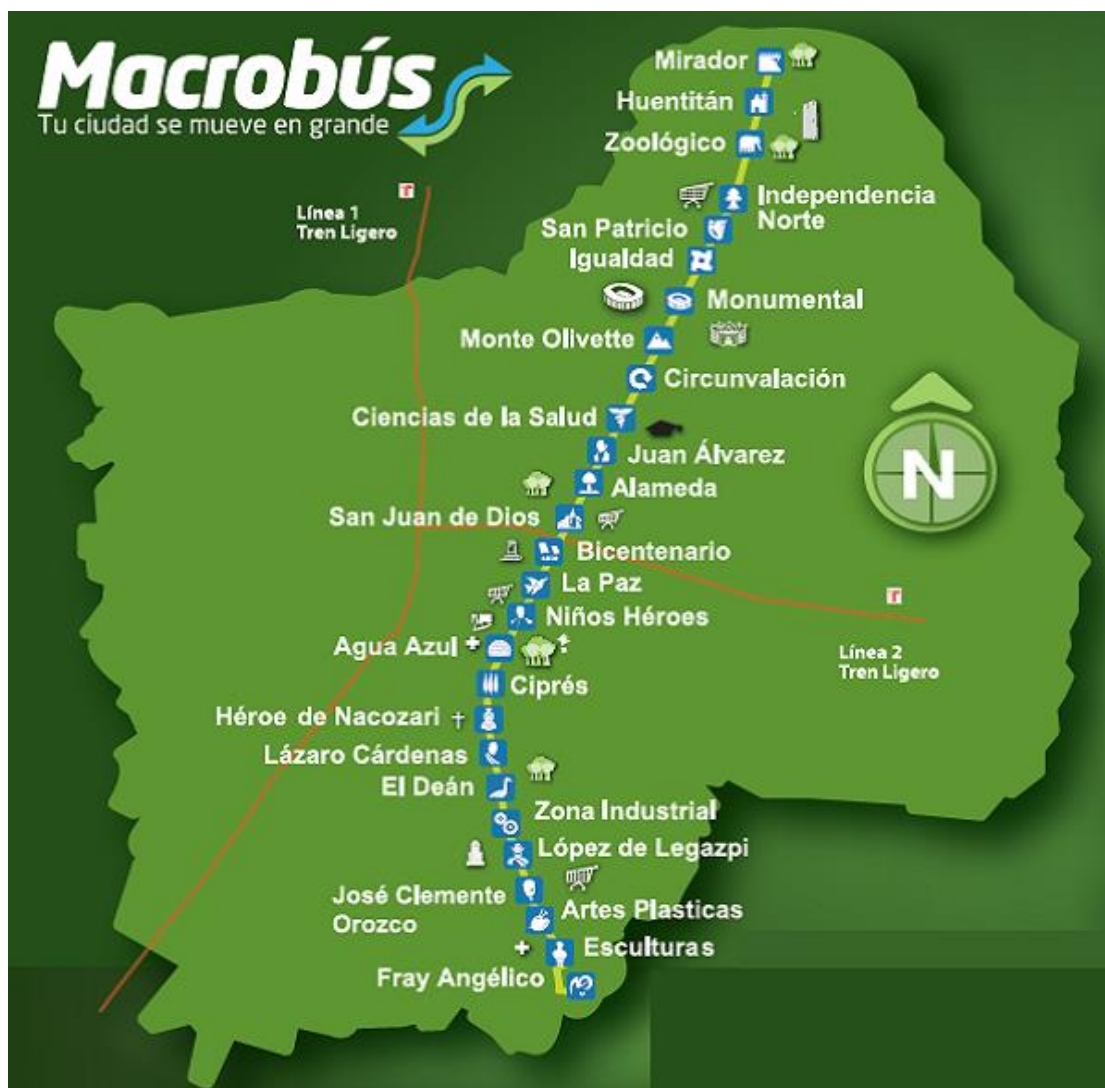 Macrobús
Tu ciudad se mueve en grande
Mirador
Huentitán
Zoológico
Línea 1
Tren Ligero
Independencia
Norte
San Patricio
Igualdad
Monumental
Monte Olivette
Circunvalación
Ciencias de la Salud
Juan Álvarez
Alameda
San Juan de Dios
Bicentenario
La Paz
Niños Héroes
Agua Azul
Línea 2
Tren Ligero
Ciprés
Héroe de Nacozari
Lázaro Cárdenas
El Deán
Zona Industrial
López de Legazpi
José Clemente
Orozco
Artes Plasticas
Esculturas
Fray Angélico
N